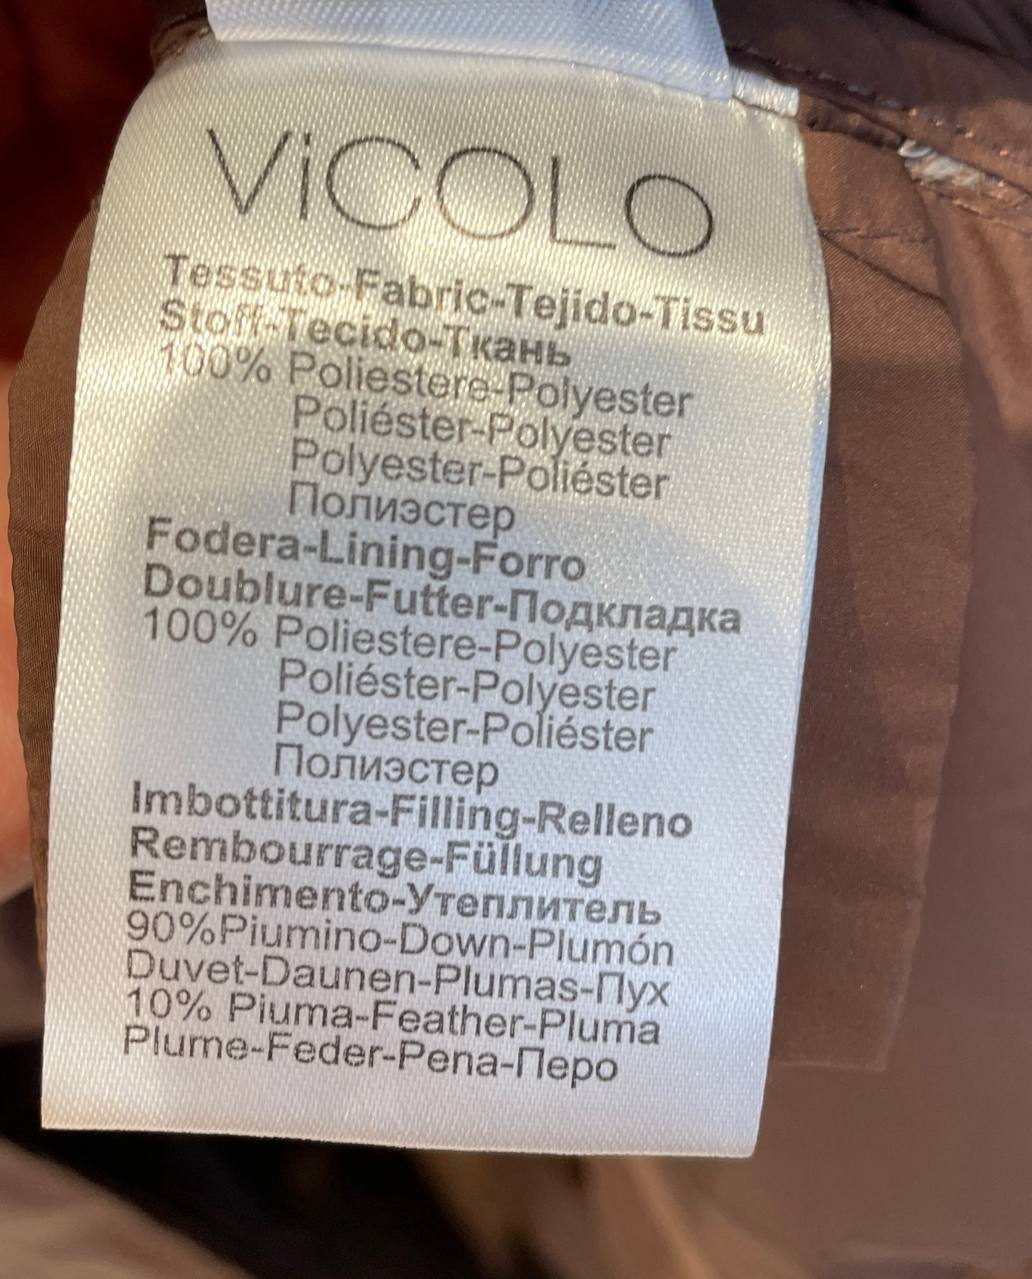 ViCOLO
Tessuto-Fabric-Tejido-Tissu
Stoff-Tecido-Ткань
100% Poliestere-Polyester
Poliéster-Polyester
Polyester-Poliéster
Полиэстер
Fodera-Lining-Forro
Doublure-Futter-Подкладка
100% Poliestere-Polyester
Poliéster-Polyester
Polyester-Poliéster
Полиэстер
Imbottitura-Filling-Relleno
Rembourrage-Füllung
Enchimento-Утеплитель
90%Piumino-Down-Plumón
Duvet-Daunen-Plumas-Пух
10% Piuma-Feather-Pluma
Plume-Feder-Pena-Перо